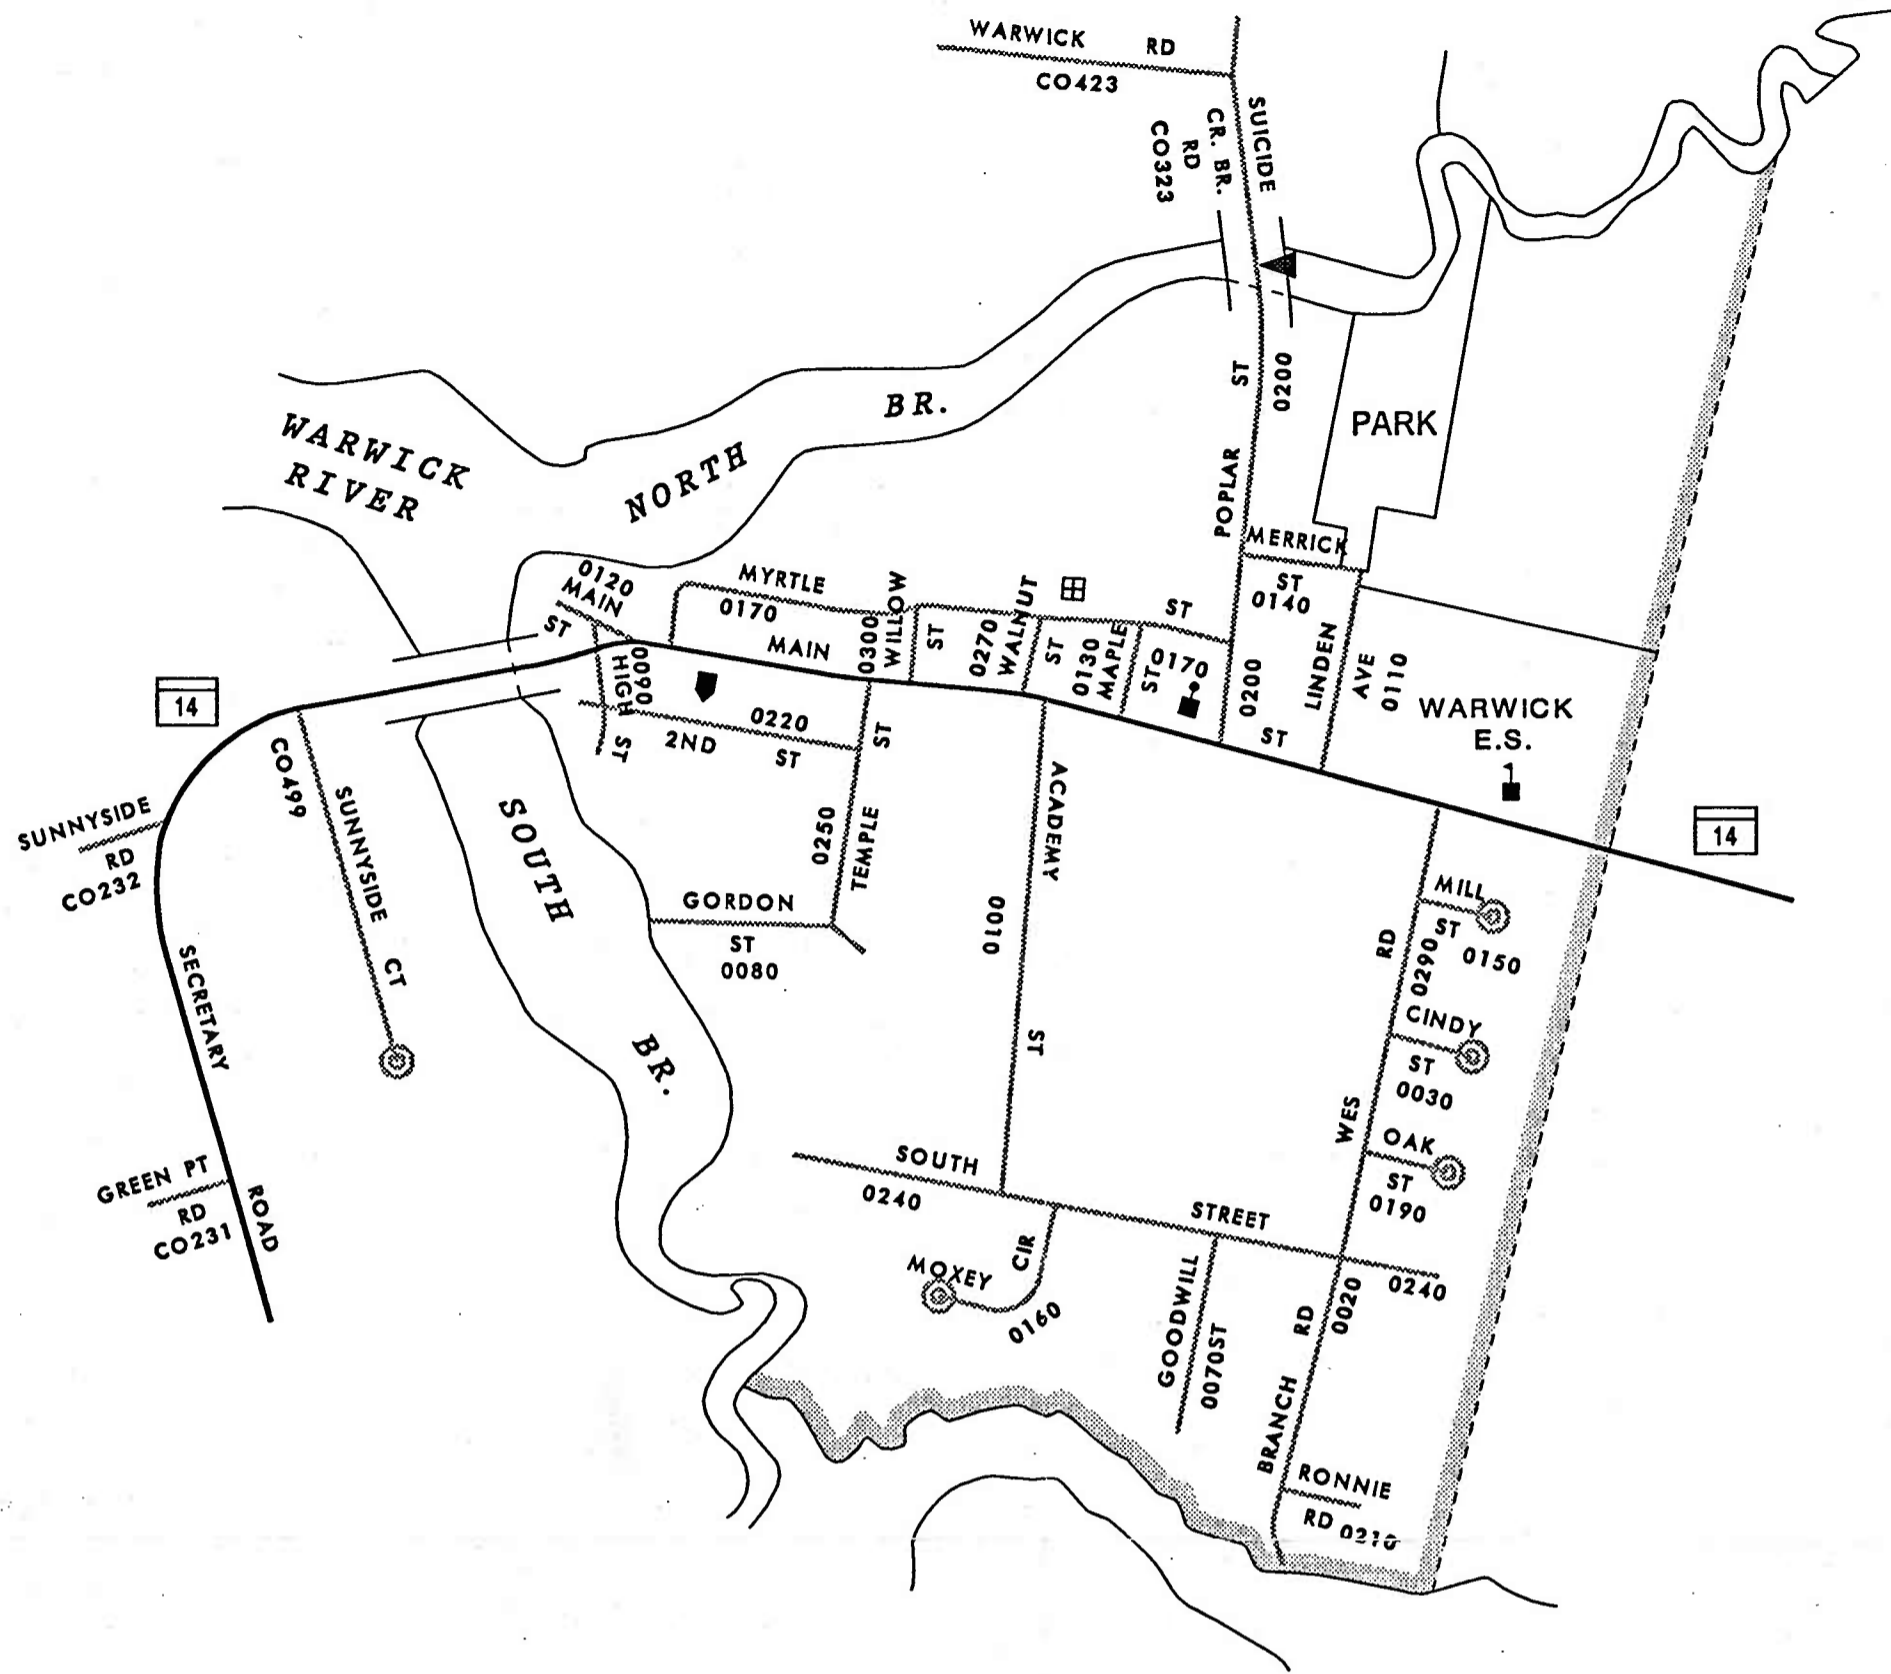 WARWICK RD
CO423
SUICIDE
CR. BR.
RD
CO323
ST
0200
POPLAR
PARK
BR.
NORTH
WARWICK
RIVER
MERRICK
ST
0140
0120
MAIN
ST
MYRTLE
0170
MAIN
0300
WILLOW
ST
0270
WALNUT
ST
0130
MAPLE
ST
ST
0170
0200
ST
LINDEN
AVE
0110
WARWICK
E.S.
14
14
0090
HIGH
ST
0220
2ND
ST
ST
0250
TEMPLE
GORDON
ST
0080
ACADEMY
0010
ST
CO499
SUNNYSIDE
CT
SUNNYSIDE
RD
CO232
SECRETARY
ROAD
GREEN PT
RD
CO231
SOUTH
BR.
MILL
ST
0150
RD
0290
WES
CINDY
ST
0030
OAK
ST
0190
SOUTH
0240
STREET
0240
MOXEY
CIR
0160
GOODWILL
0070ST
RD
0020
BRANCH
RONNIE
RD 0210